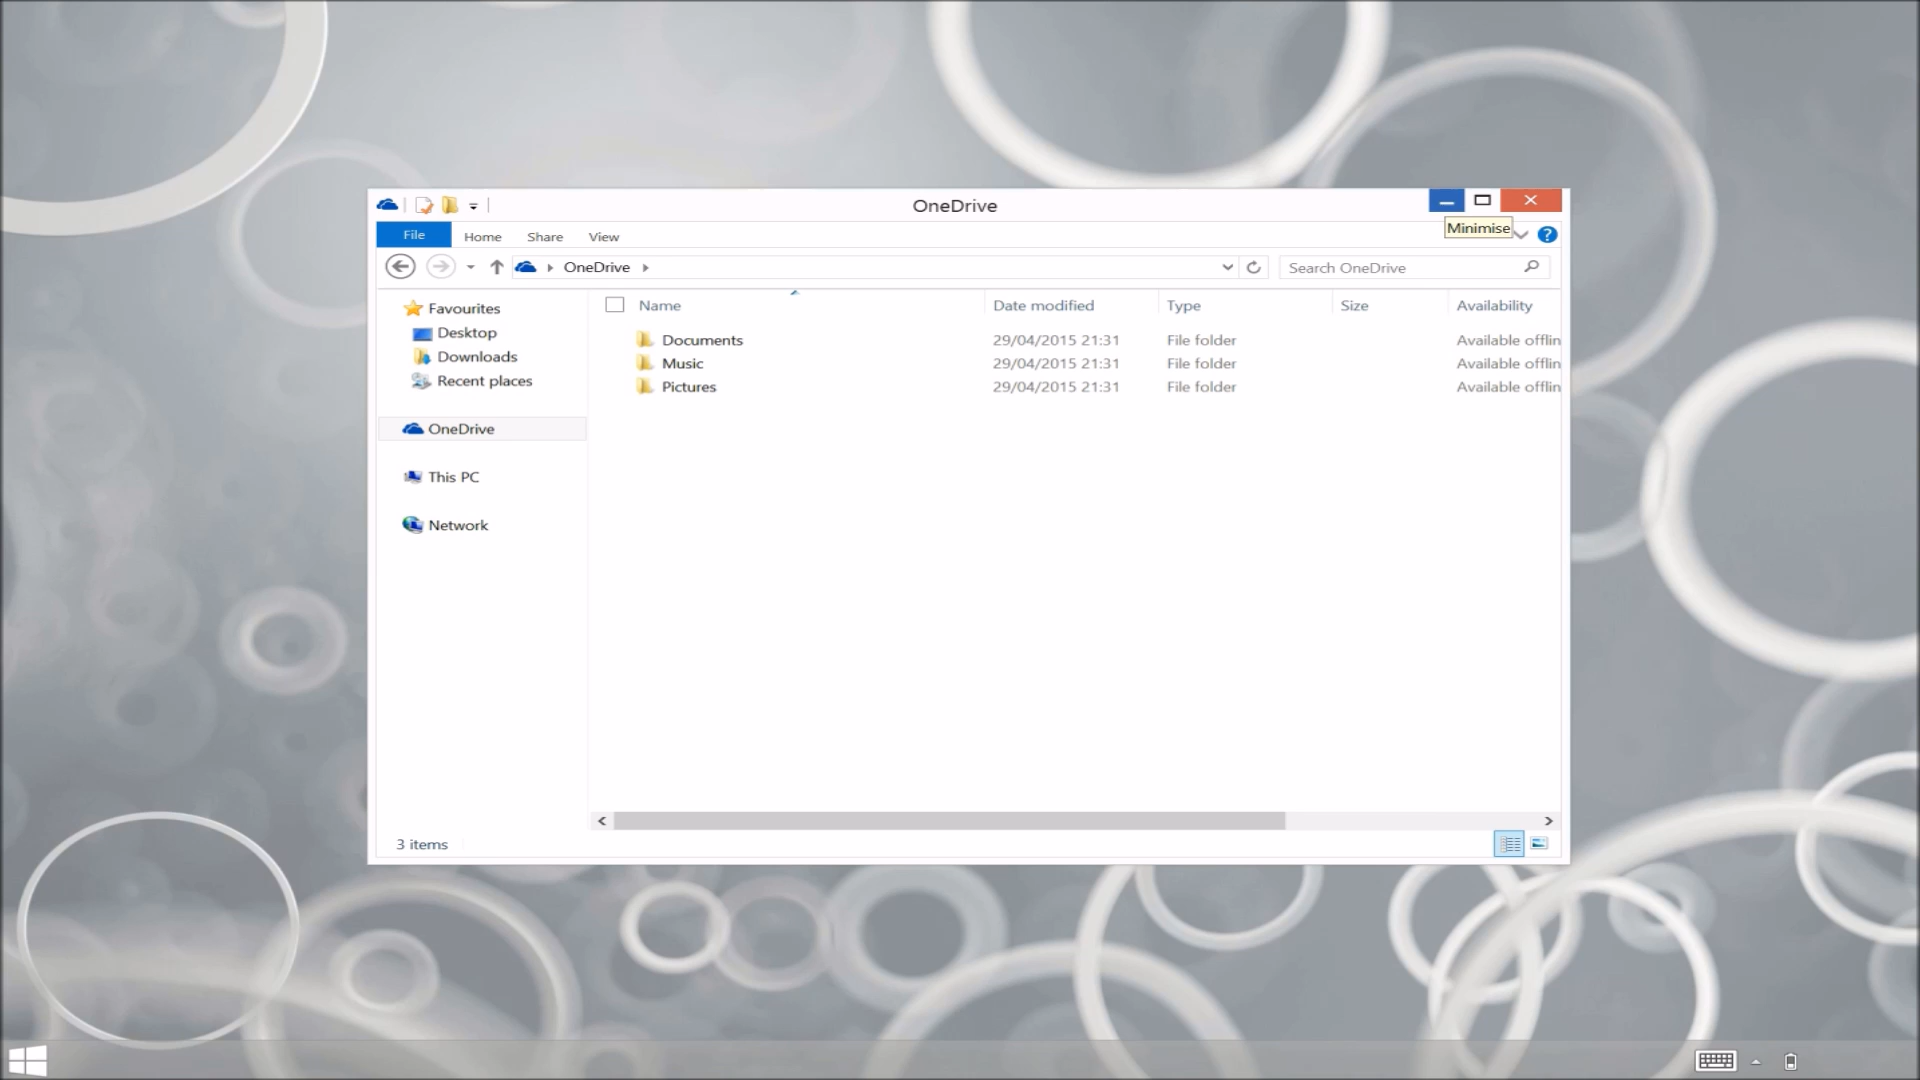 OneDrive
Minimise
File Home Share View
OneDrive
Search OneDrive
Name Date modified Type Size Availability
Favourites
Desktop
Downloads
Recent places
OneDrive
This PC
Network
Documents 29/04/2015 21:31 File folder Available offlin
Music 29/04/2015 21:31 File folder Available offlin
Pictures 29/04/2015 21:31 File folder Available offlin
3 items